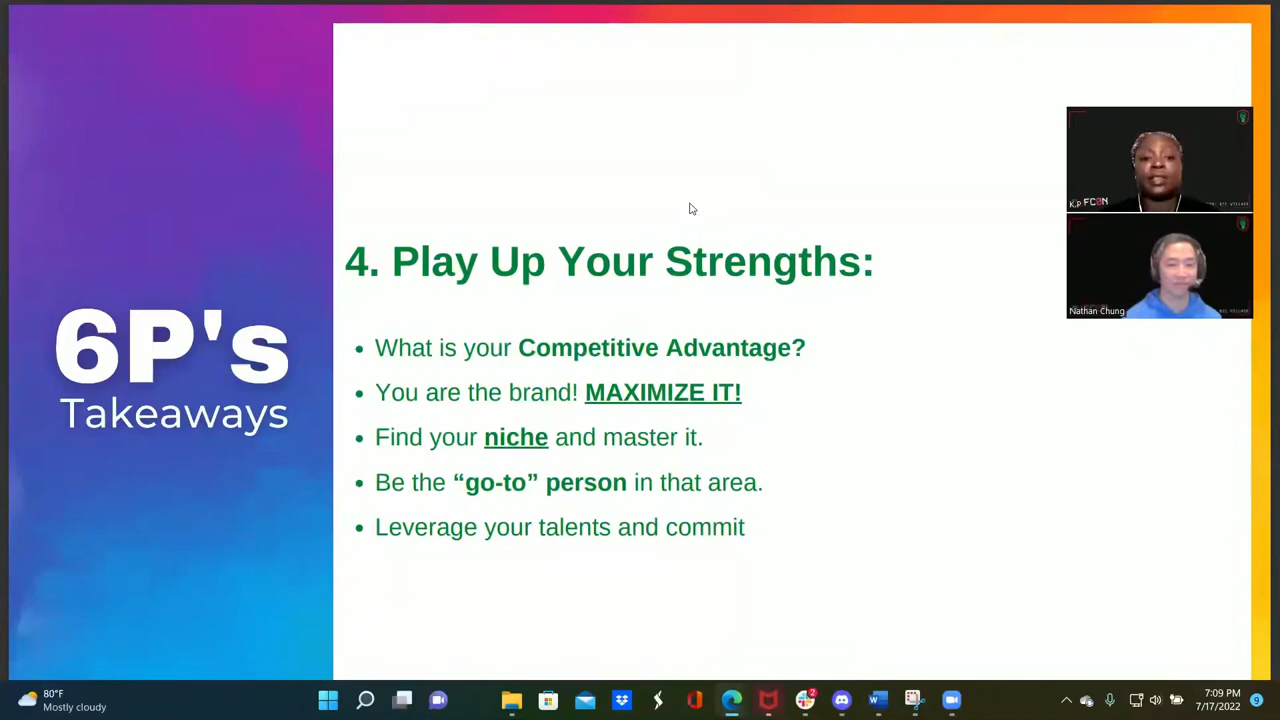 6P's
Takeaways
4. Play Up Your Strengths:
• What is your Competitive Advantage?
• You are the brand! MAXIMIZE IT!
• Find your niche and master it.
• Be the “go-to” person in that area.
• Leverage your talents and commit
K.P
Nathan Chung
80°F
Mostly cloudy
2
7:09 PM
7/17/2022
9